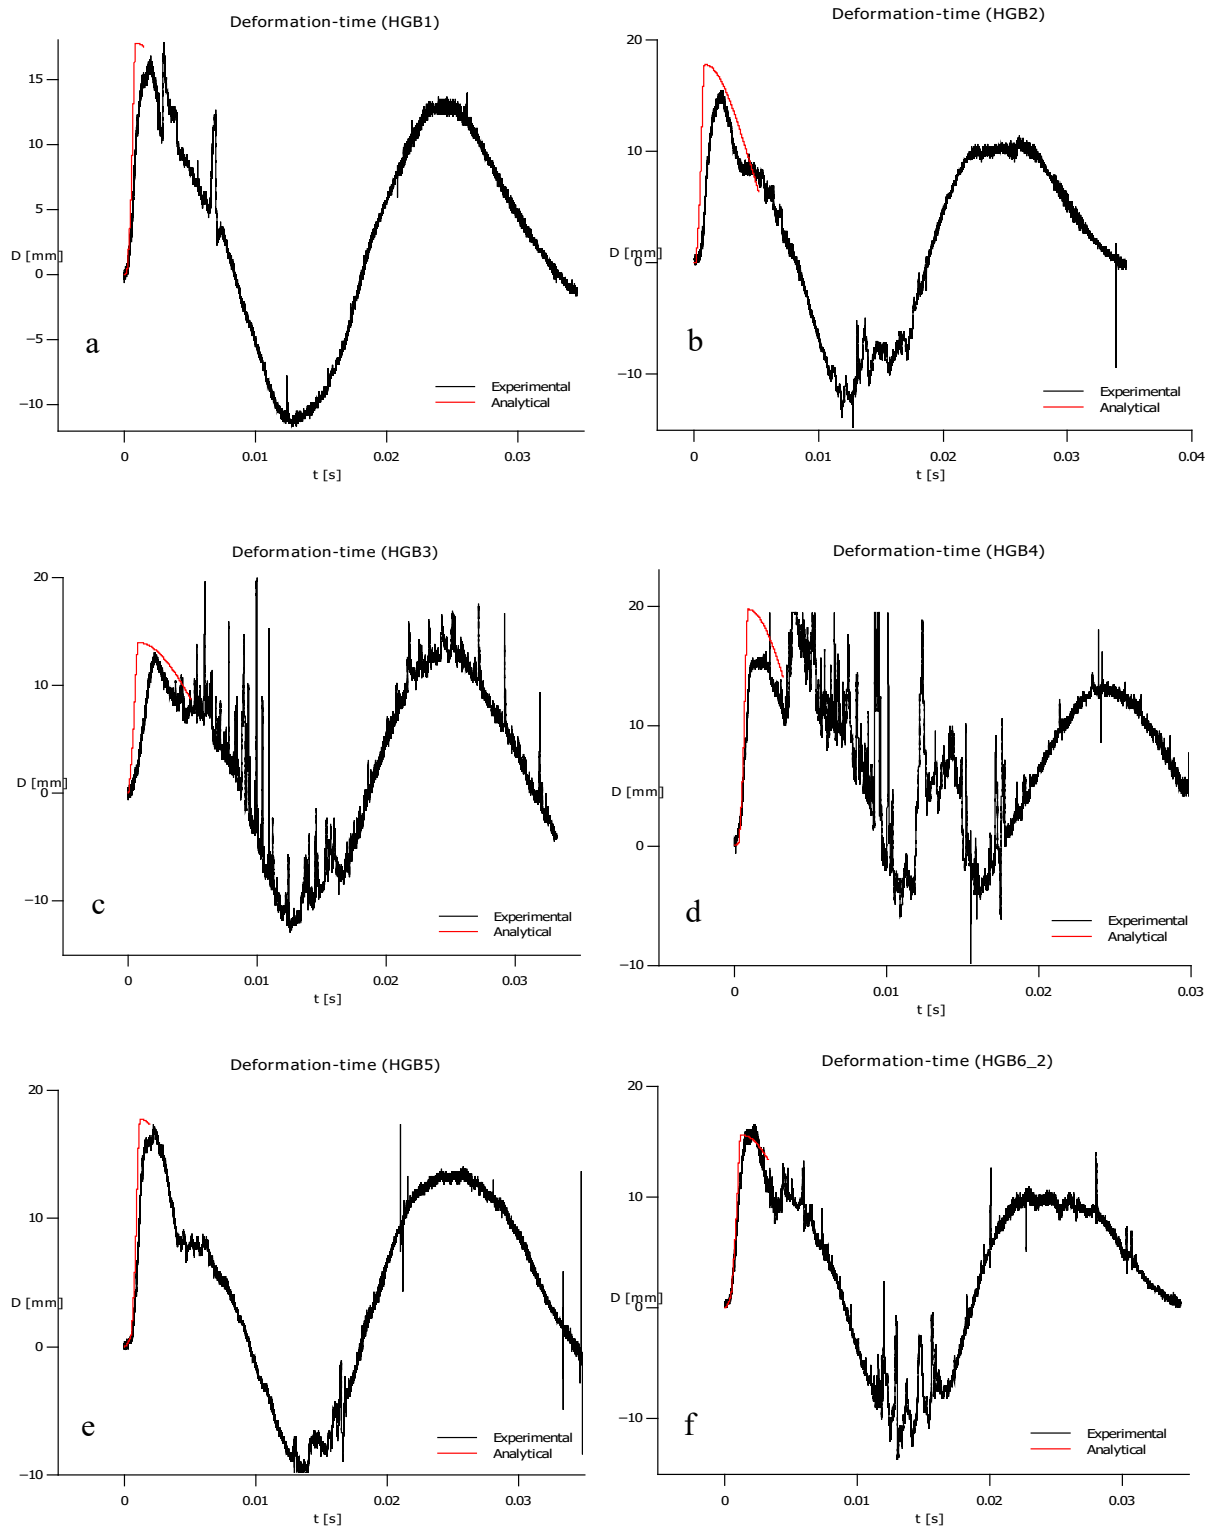 Deformation-time (HGB1)
15
10
5
D [mm]
0
−5
−10
0
0.01
0.02
0.03
t [s]
a
Experimental
Analytical
Deformation-time (HGB2)
20
10
D [mm]
0
−10
0
0.01
0.02
0.03
0.04
t [s]
b
Experimental
Analytical
Deformation-time (HGB3)
20
10
D [mm]
0
−10
0
0.01
0.02
0.03
t [s]
c
Experimental
Analytical
Deformation-time (HGB4)
20
10
D [mm]
0
−10
0
0.01
0.02
0.03
t [s]
d
Experimental
Analytical
Deformation-time (HGB5)
20
10
D [mm]
0
−10
0
0.01
0.02
0.03
t [s]
e
Experimental
Analytical
Deformation-time (HGB6_2)
20
10
D [mm]
0
−10
0
0.01
0.02
0.03
t [s]
f
Experimental
Analytical